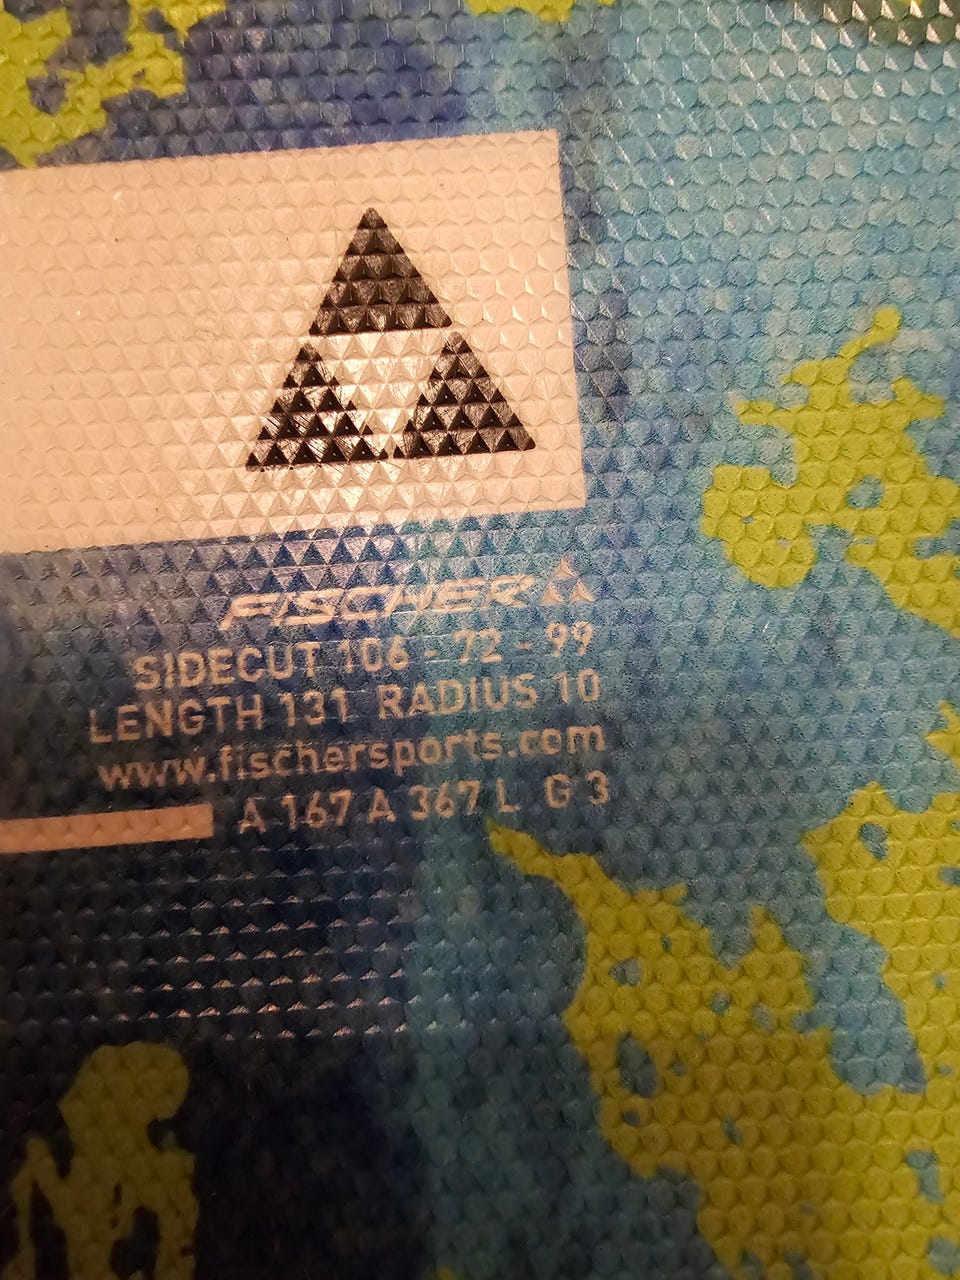 FISCHER
SIDECUT 106 - 72 - 99
LENGTH 131 RADIUS 10
www.fischersports.com
A 167 A 367 L G 3